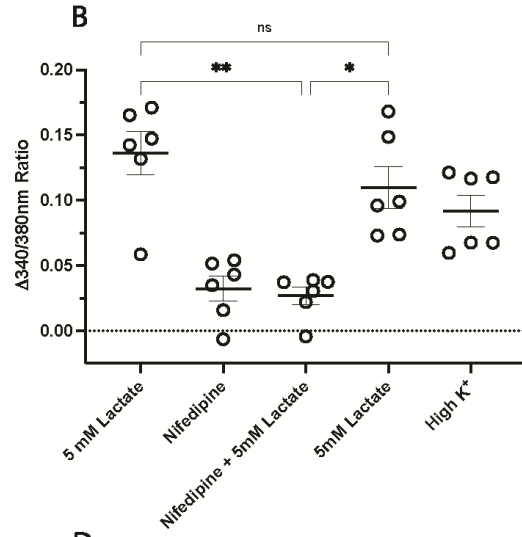 B
ns
** *
0.20
0.15
0.10
0.05
0.00
Δ340/380nm Ratio
5 mM Lactate
Nifedipine
Nifedipine + 5mM Lactate
5mM Lactate
High K⁺